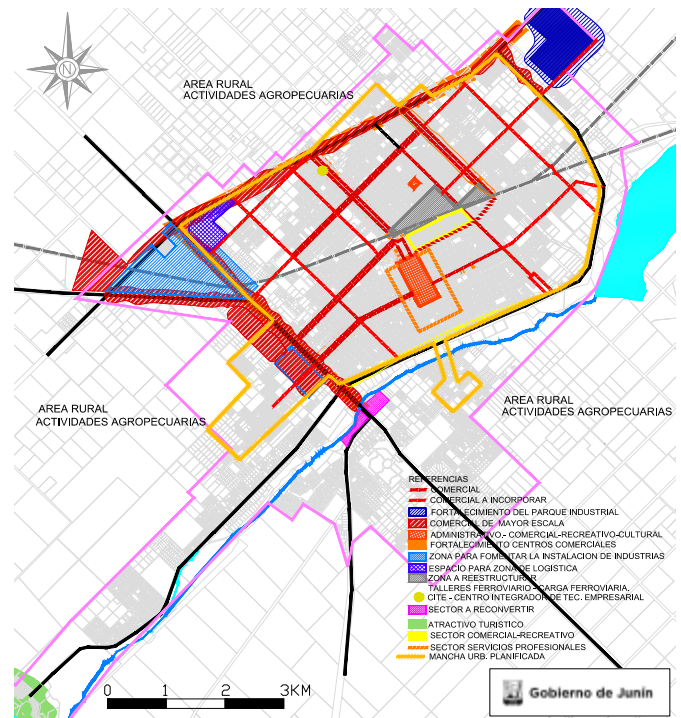 N
AREA RURAL
ACTIVIDADES AGROPECUARIAS
AREA RURAL
ACTIVIDADES AGROPECUARIAS
AREA RURAL
ACTIVIDADES AGROPECUARIAS
REFERENCIAS
COMERCIAL
COMERCIAL A INCORPORAR
FORTALECIMIENTO DEL PARQUE INDUSTRIAL
COMERCIAL DE MAYOR ESCALA
ADMINISTRATIVO - COMERCIAL-RECREATIVO-CULTURAL
FORTALECIMIENTO CENTROS COMERCIALES
ZONA PARA FOMENTAR LA INSTALACION DE INDUSTRIAS
ESPACIO PARA ZONA DE LOGISTICA
ZONA A REESTRUCTURAR
TALLERES FERROVIARIO - CARGA FERROVIARIA.
CITE - CENTRO INTEGRADOR DE TEC. EMPRESARIAL
SECTOR A RECONVERTIR
ATRACTIVO TURISTICO
SECTOR COMERCIAL-RECREATIVO
SECTOR SERVICIOS PROFESIONALES
MANCHA URB. PLANIFICADA
0 1 2 3KM
Gobierno de Junín